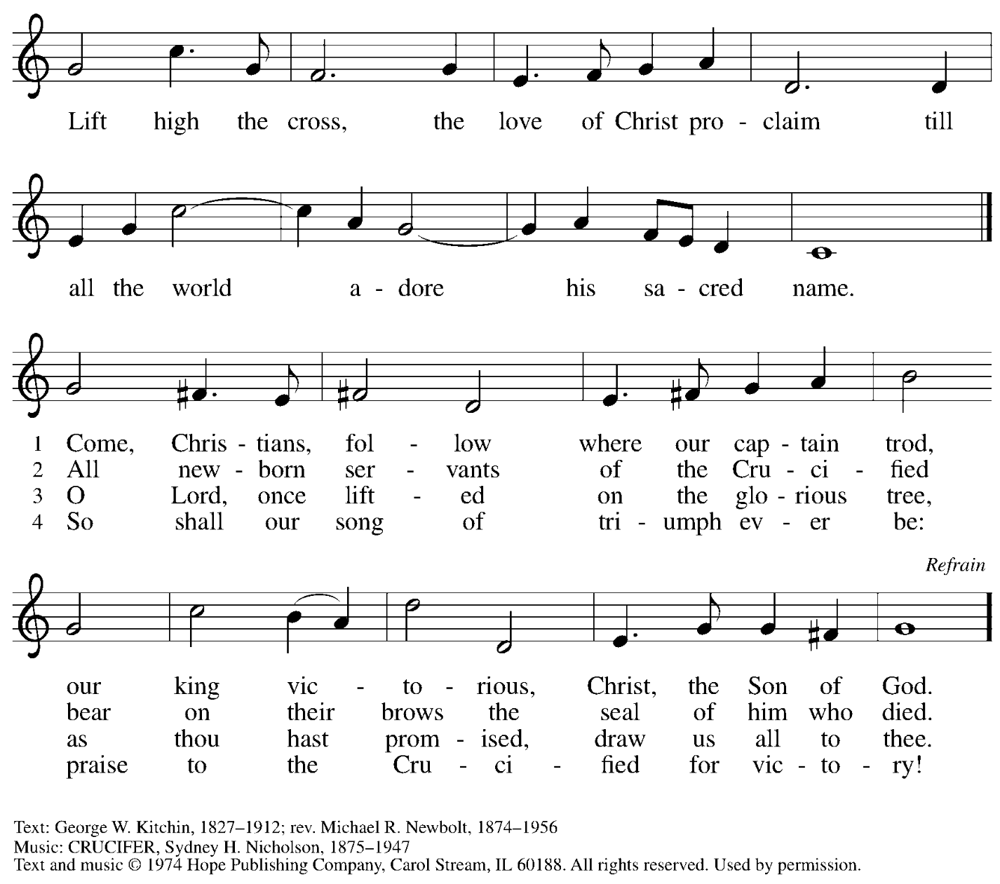 Lift high the cross, the love of Christ pro - claim till
all the world a - dore his sa - cred name.
1 Come, Chris - tians, fol - low where our cap - tain trod,
2 All new - born ser - vants of the Cru - ci - fied
3 O Lord, once lift - ed on the glo - rious tree,
4 So shall our song of tri - umph ev - er be:
Refrain
our king vic - to - rious, Christ, the Son of God.
bear on their brows the seal of him who died.
as thou hast prom - ised, draw us all to thee.
praise to the Cru - ci - fied for vic - to - ry!
Text: George W. Kitchin, 1827–1912; rev. Michael R. Newbolt, 1874–1956
Music: CRUCIFER, Sydney H. Nicholson, 1875–1947
Text and music © 1974 Hope Publishing Company, Carol Stream, IL 60188. All rights reserved. Used by permission.